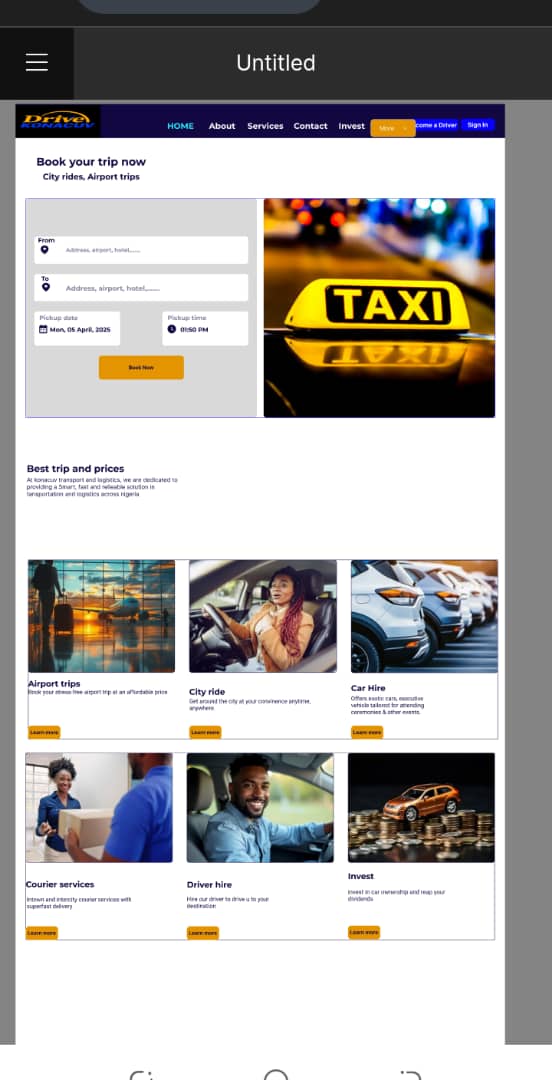 Untitled
Drive
KONACUV
HOME About Services Contact Invest More come a Driver Sign In
Book your trip now
City rides, Airport trips
From
Address, airport, hotel,......
To
Address, airport, hotel,......
Pickup date
Mon, 05 April, 2025
Pickup time
01:50 PM
Book Now
TAXI
Best trip and prices
At konacuv transport and logistics, we are dedicated to
providing a Smart, fast and relieable solution in
tansportation and logistics across nigeria
Airport trips
Book your stress free airport trip at an affordable price
Learn more
City ride
Get around the city at your convinence anytime,
anywhere
Learn more
Car Hire
Offers exotic cars, executive
vehicle tailored for attending
ceremonies & other events.
Learn more
Courier services
Intown and intercity courier services with
superfast delivery
Learn more
Driver hire
Hire our driver to drive u to your
destination
Learn more
Invest
Invest in car ownership and reap your
dividends
Learn more